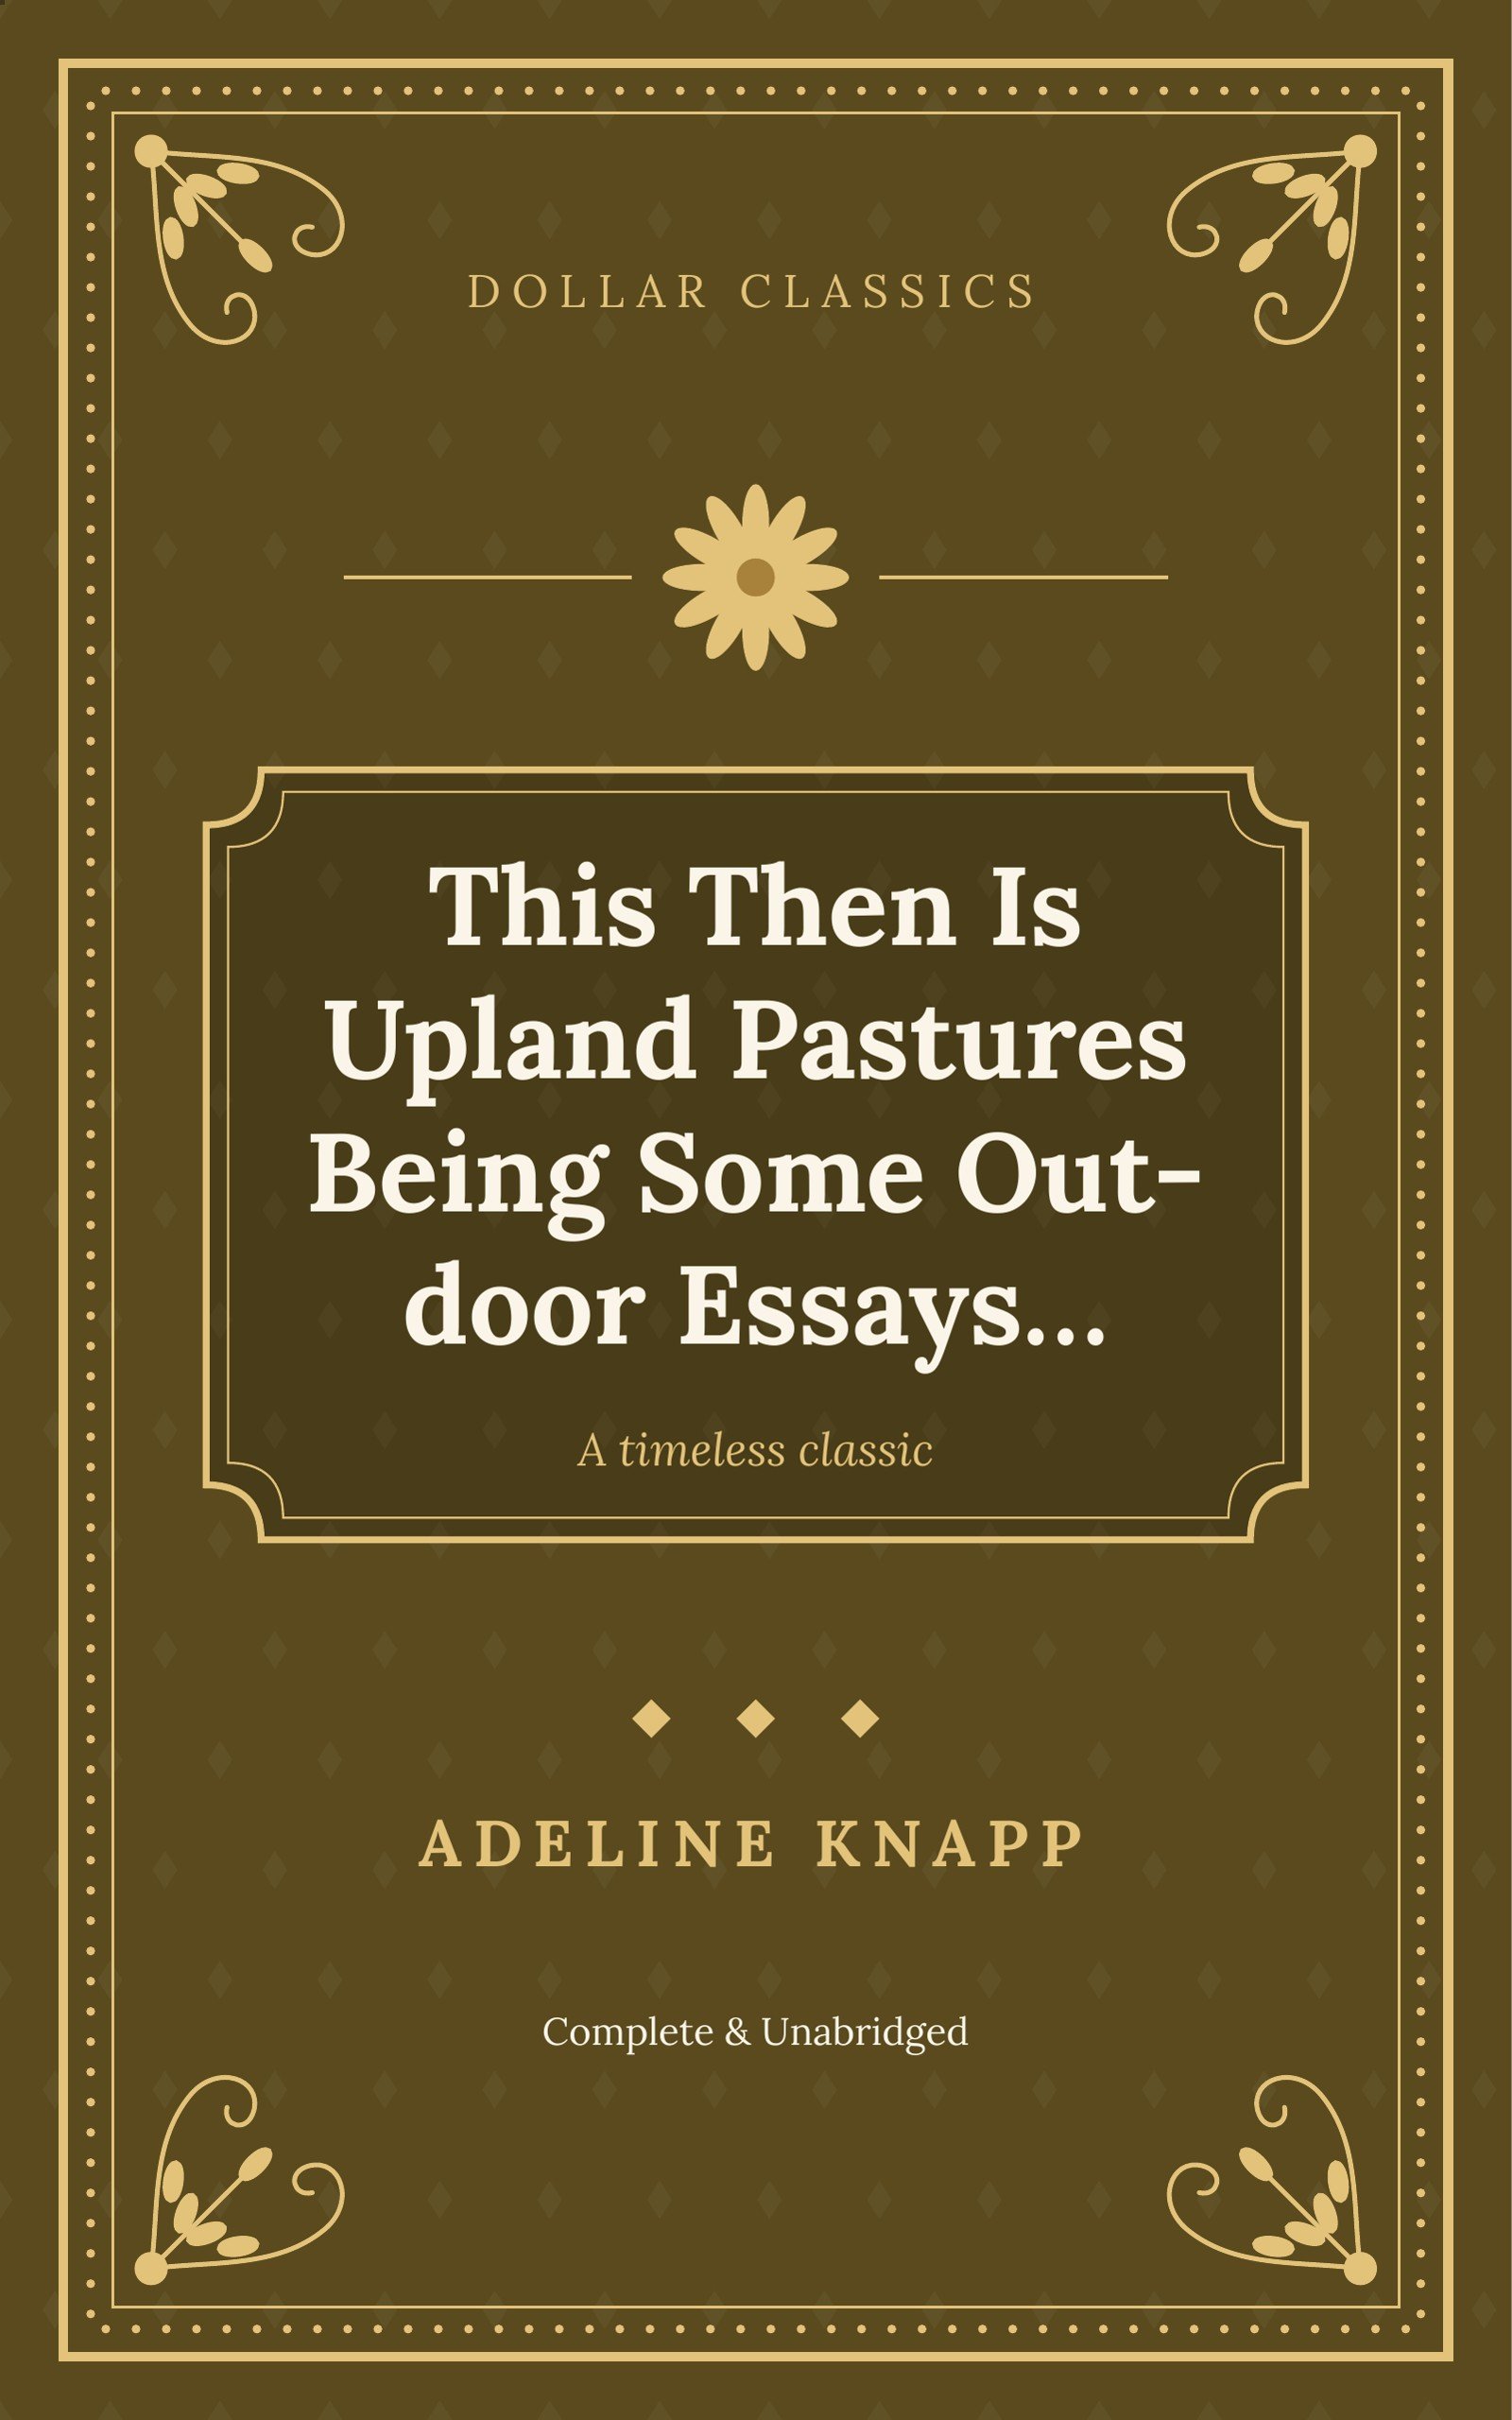 DOLLAR CLASSICS
This Then Is
Upland Pastures
Being Some Out-
door Essays...
A timeless classic
ADELINE KNAPP
Complete & Unabridged